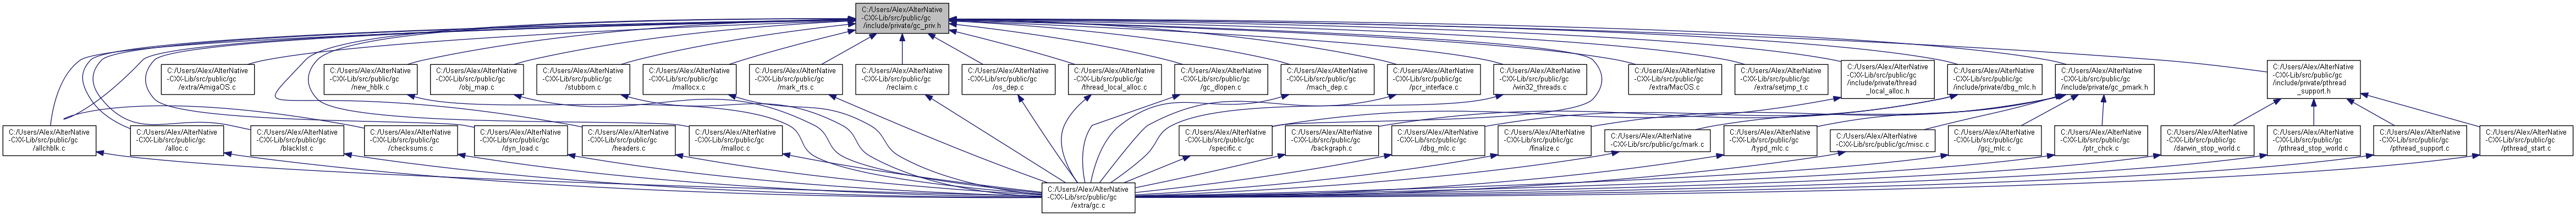 C:/Users/Alex/AlterNative
-CXX-Lib/src/public/gc
/include/private/gc_priv.h
C:/Users/Alex/AlterNative
-CXX-Lib/src/public/gc
/extra/AmigaOS.c
C:/Users/Alex/AlterNative
-CXX-Lib/src/public/gc
/new_hblk.c
C:/Users/Alex/AlterNative
-CXX-Lib/src/public/gc
/obj_map.c
C:/Users/Alex/AlterNative
-CXX-Lib/src/public/gc
/stubborn.c
C:/Users/Alex/AlterNative
-CXX-Lib/src/public/gc
/mallocx.c
C:/Users/Alex/AlterNative
-CXX-Lib/src/public/gc
/mark_rts.c
C:/Users/Alex/AlterNative
-CXX-Lib/src/public/gc
/reclaim.c
C:/Users/Alex/AlterNative
-CXX-Lib/src/public/gc
/os_dep.c
C:/Users/Alex/AlterNative
-CXX-Lib/src/public/gc
/thread_local_alloc.c
C:/Users/Alex/AlterNative
-CXX-Lib/src/public/gc
/gc_dlopen.c
C:/Users/Alex/AlterNative
-CXX-Lib/src/public/gc
/mach_dep.c
C:/Users/Alex/AlterNative
-CXX-Lib/src/public/gc
/pcr_interface.c
C:/Users/Alex/AlterNative
-CXX-Lib/src/public/gc
/win32_threads.c
C:/Users/Alex/AlterNative
-CXX-Lib/src/public/gc
/extra/MacOS.c
C:/Users/Alex/AlterNative
-CXX-Lib/src/public/gc
/extra/setjmp_t.c
C:/Users/Alex/AlterNative
-CXX-Lib/src/public/gc
/include/private/thread
_local_alloc.h
C:/Users/Alex/AlterNative
-CXX-Lib/src/public/gc
/include/private/dbg_mlc.h
C:/Users/Alex/AlterNative
-CXX-Lib/src/public/gc
/include/private/gc_pmark.h
C:/Users/Alex/AlterNative
-CXX-Lib/src/public/gc
/include/private/pthread
_support.h
C:/Users/Alex/AlterNative
-CXX-Lib/src/public/gc
/allchblk.c
C:/Users/Alex/AlterNative
-CXX-Lib/src/public/gc
/alloc.c
C:/Users/Alex/AlterNative
-CXX-Lib/src/public/gc
/blacklst.c
C:/Users/Alex/AlterNative
-CXX-Lib/src/public/gc
/checksums.c
C:/Users/Alex/AlterNative
-CXX-Lib/src/public/gc
/dyn_load.c
C:/Users/Alex/AlterNative
-CXX-Lib/src/public/gc
/headers.c
C:/Users/Alex/AlterNative
-CXX-Lib/src/public/gc
/malloc.c
C:/Users/Alex/AlterNative
-CXX-Lib/src/public/gc
/specific.c
C:/Users/Alex/AlterNative
-CXX-Lib/src/public/gc
/backgraph.c
C:/Users/Alex/AlterNative
-CXX-Lib/src/public/gc
/dbg_mlc.c
C:/Users/Alex/AlterNative
-CXX-Lib/src/public/gc
/finalize.c
C:/Users/Alex/AlterNative
-CXX-Lib/src/public/gc/mark.c
C:/Users/Alex/AlterNative
-CXX-Lib/src/public/gc
/typd_mlc.c
C:/Users/Alex/AlterNative
-CXX-Lib/src/public/gc/misc.c
C:/Users/Alex/AlterNative
-CXX-Lib/src/public/gc
/gcj_mlc.c
C:/Users/Alex/AlterNative
-CXX-Lib/src/public/gc
/ptr_chck.c
C:/Users/Alex/AlterNative
-CXX-Lib/src/public/gc
/darwin_stop_world.c
C:/Users/Alex/AlterNative
-CXX-Lib/src/public/gc
/pthread_stop_world.c
C:/Users/Alex/AlterNative
-CXX-Lib/src/public/gc
/pthread_support.c
C:/Users/Alex/AlterNative
-CXX-Lib/src/public/gc
/pthread_start.c
C:/Users/Alex/AlterNative
-CXX-Lib/src/public/gc
/extra/gc.c